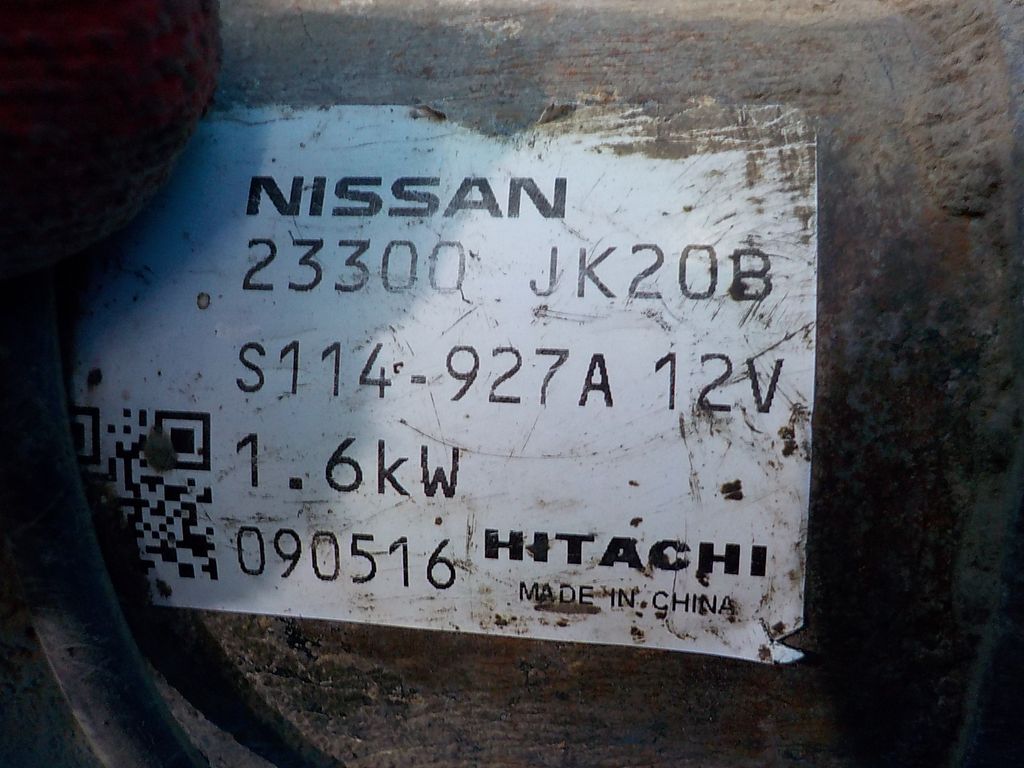 NISSAN
23300 JK20B
S114-927A 12V
1.6kW
090516 HITACHI
MADE IN CHINA